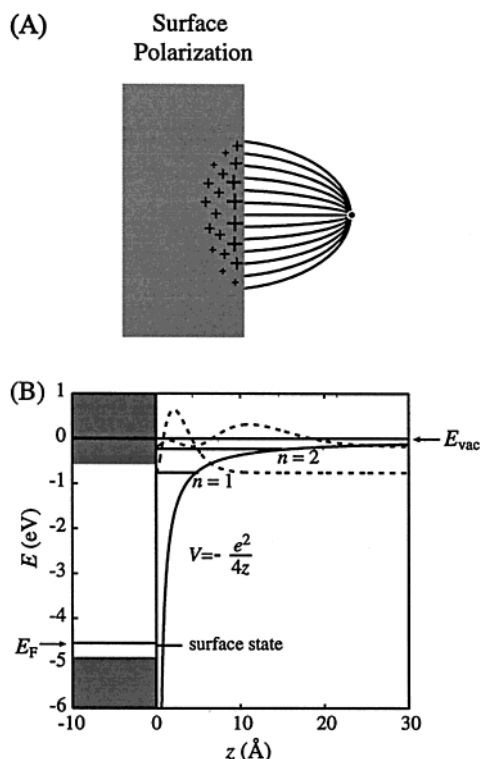 (A)
Surface
Polarization
(B)
1
0
-1
-2
-3
-4
-5
-6
E (eV)
E_vac
n = 2
n = 1
V = - e²/4z
E_F
surface state
-10 0 10 20 30
z (Å)